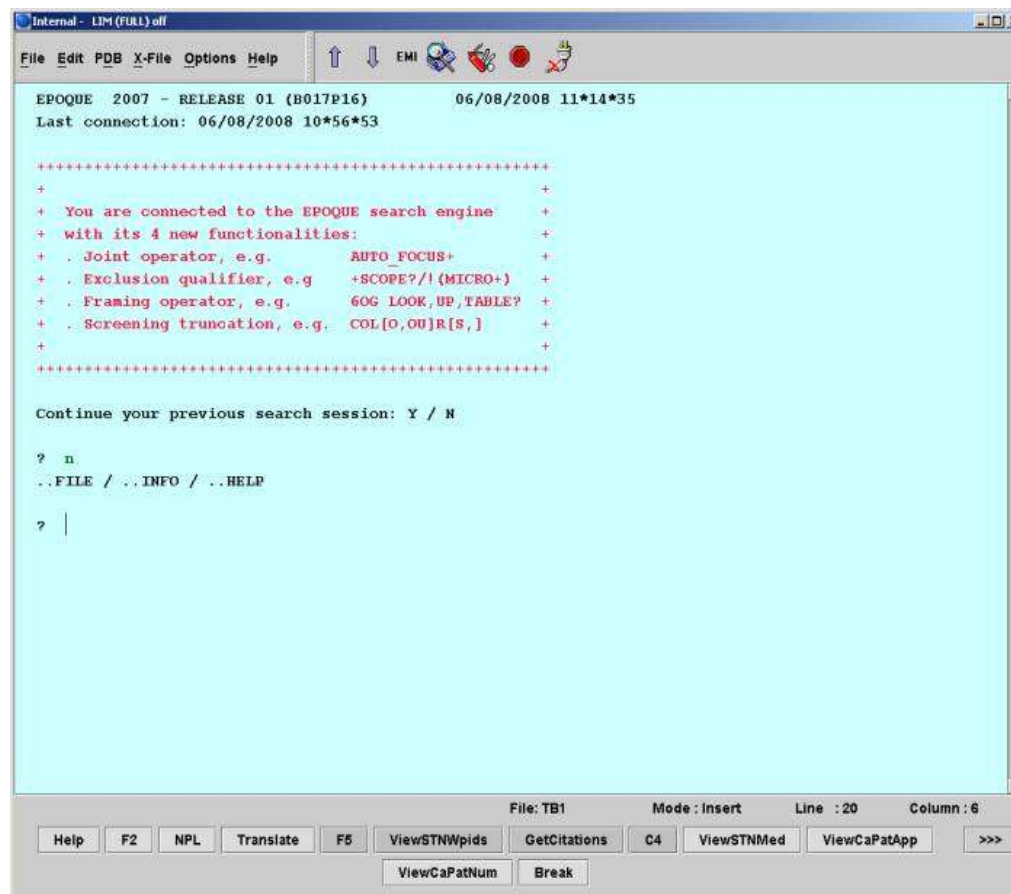 Internal - LIM (FULL) off
File Edit PDB X-File Options Help EMI
EPOQUE 2007 - RELEASE 01 (B017P16) 06/08/2008 11*14*35
Last connection: 06/08/2008 10*56*53
+++++++++++++++++++++++++++++++++++++++++++++++++++++++++
+ +
+ You are connected to the EPOQUE search engine +
+ with its 4 new functionalities: +
+ . Joint operator, e.g. AUTO_FOCUS+ +
+ . Exclusion qualifier, e.g +SCOPE?/!(MICRO+) +
+ . Framing operator, e.g. 6OG LOOK,UP,TABLE? +
+ . Screening truncation, e.g. COL[O,OU]R[S,] +
+ +
+++++++++++++++++++++++++++++++++++++++++++++++++++++++++
Continue your previous search session: Y / N
? n
..FILE / ..INFO / ..HELP
?
File: TB1 Mode : Insert Line : 20 Column : 6
Help F2 NPL Translate F5 ViewSTNWpids GetCitations C4 ViewSTNMed ViewCaPatApp >>>
ViewCaPatNum Break